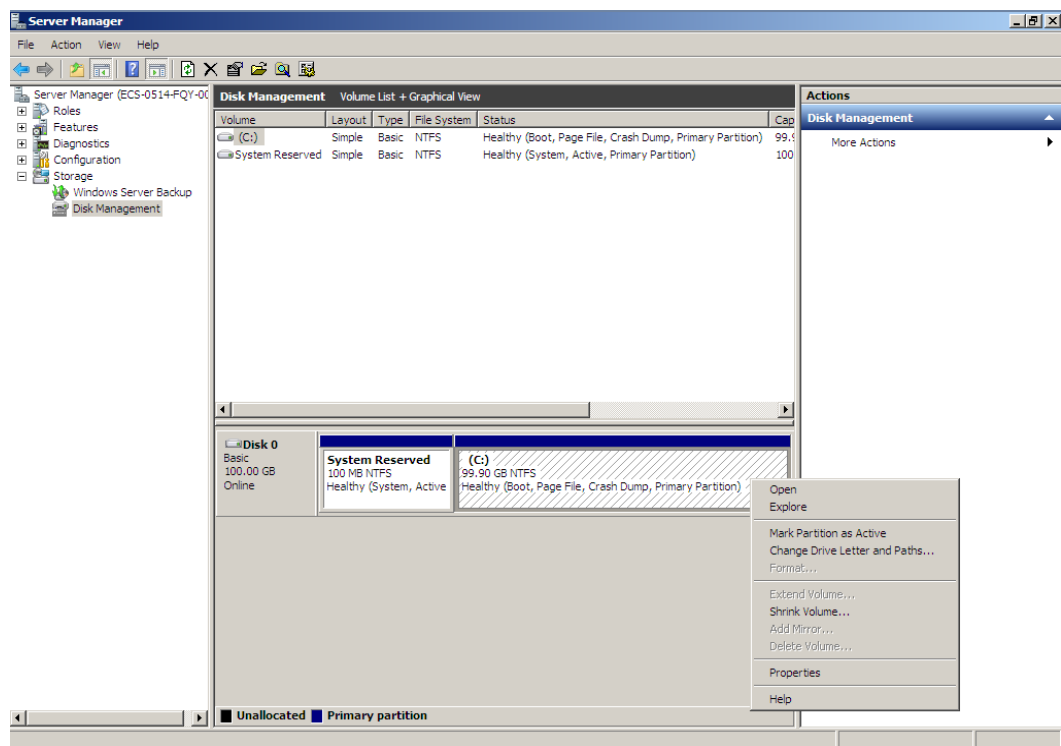 Server Manager
File Action View Help
Server Manager (ECS-0514-FQY-00
Roles
Features
Diagnostics
Configuration
Storage
Windows Server Backup
Disk Management
Disk Management Volume List + Graphical View
Volume Layout Type File System Status Cap
(C:) Simple Basic NTFS Healthy (Boot, Page File, Crash Dump, Primary Partition) 99.9
System Reserved Simple Basic NTFS Healthy (System, Active, Primary Partition) 100
Disk 0
Basic
100.00 GB
Online
System Reserved
100 MB NTFS
Healthy (System, Active
(C:)
99.90 GB NTFS
Healthy (Boot, Page File, Crash Dump, Primary Partition)
Unallocated Primary partition
Actions
Disk Management
More Actions
Open
Explore
Mark Partition as Active
Change Drive Letter and Paths...
Format...
Extend Volume...
Shrink Volume...
Add Mirror...
Delete Volume...
Properties
Help